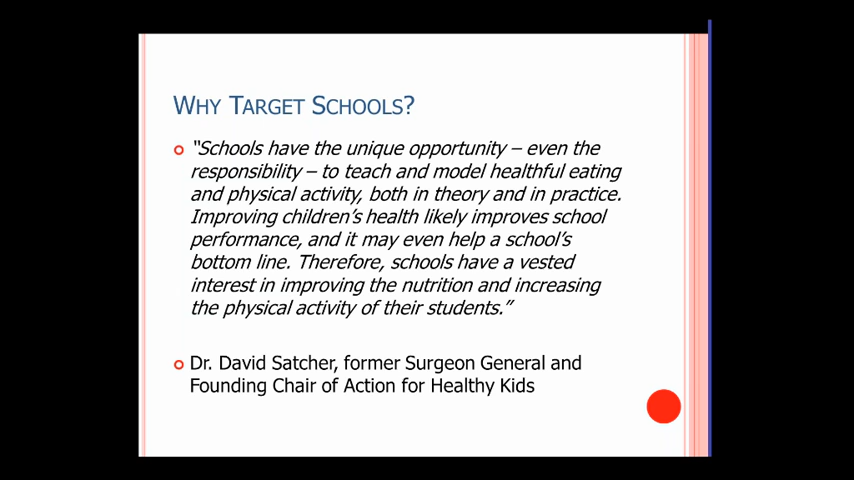 WHY TARGET SCHOOLS?
“Schools have the unique opportunity – even the
responsibility – to teach and model healthful eating
and physical activity, both in theory and in practice.
Improving children’s health likely improves school
performance, and it may even help a school’s
bottom line. Therefore, schools have a vested
interest in improving the nutrition and increasing
the physical activity of their students.”
Dr. David Satcher, former Surgeon General and
Founding Chair of Action for Healthy Kids